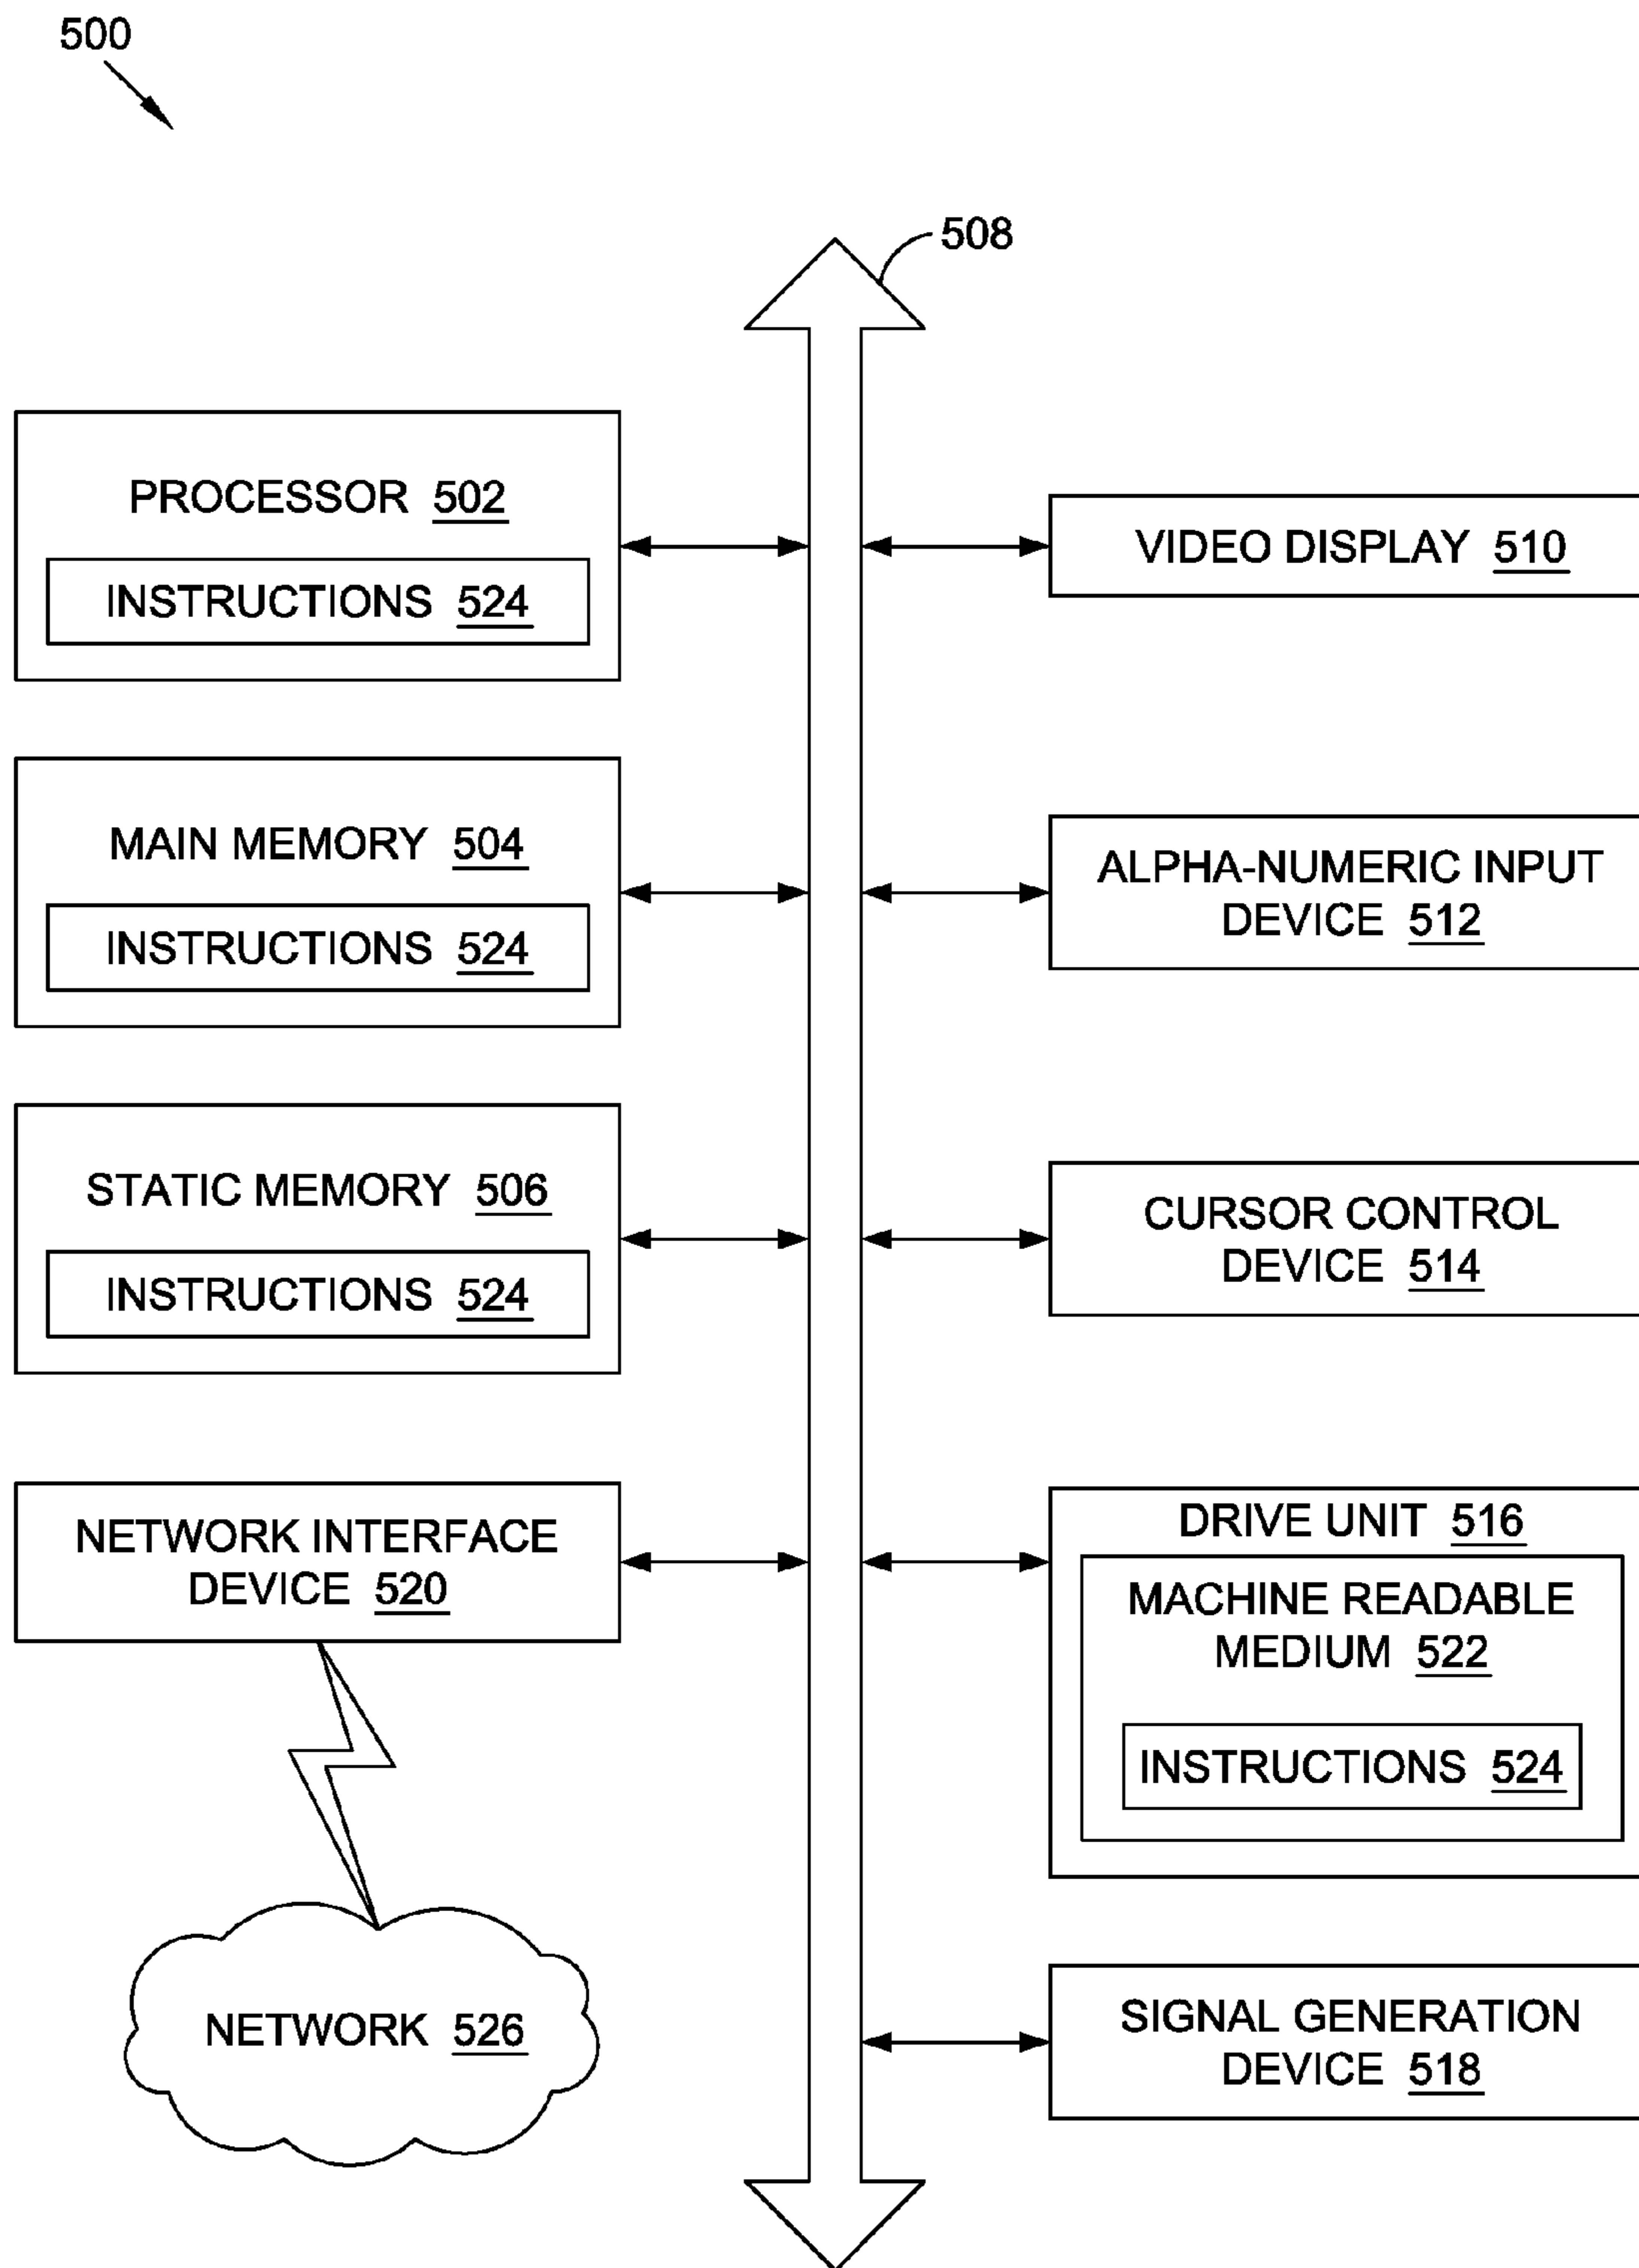 500
508
PROCESSOR 502
INSTRUCTIONS 524
MAIN MEMORY 504
INSTRUCTIONS 524
STATIC MEMORY 506
INSTRUCTIONS 524
NETWORK INTERFACE
DEVICE 520
NETWORK 526
VIDEO DISPLAY 510
ALPHA-NUMERIC INPUT
DEVICE 512
CURSOR CONTROL
DEVICE 514
DRIVE UNIT 516
MACHINE READABLE
MEDIUM 522
INSTRUCTIONS 524
SIGNAL GENERATION
DEVICE 518